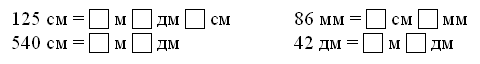 125 см = □ м □ дм □ см
540 см = □ м □ дм
86 мм = □ см □ мм
42 дм = □ м □ дм